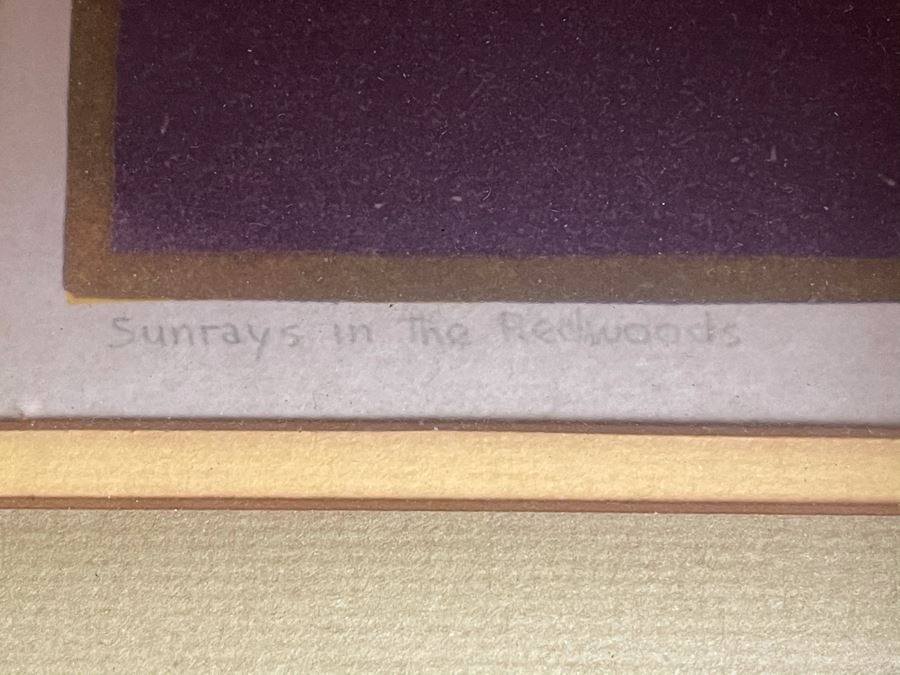 Sunrays in The Redwoods